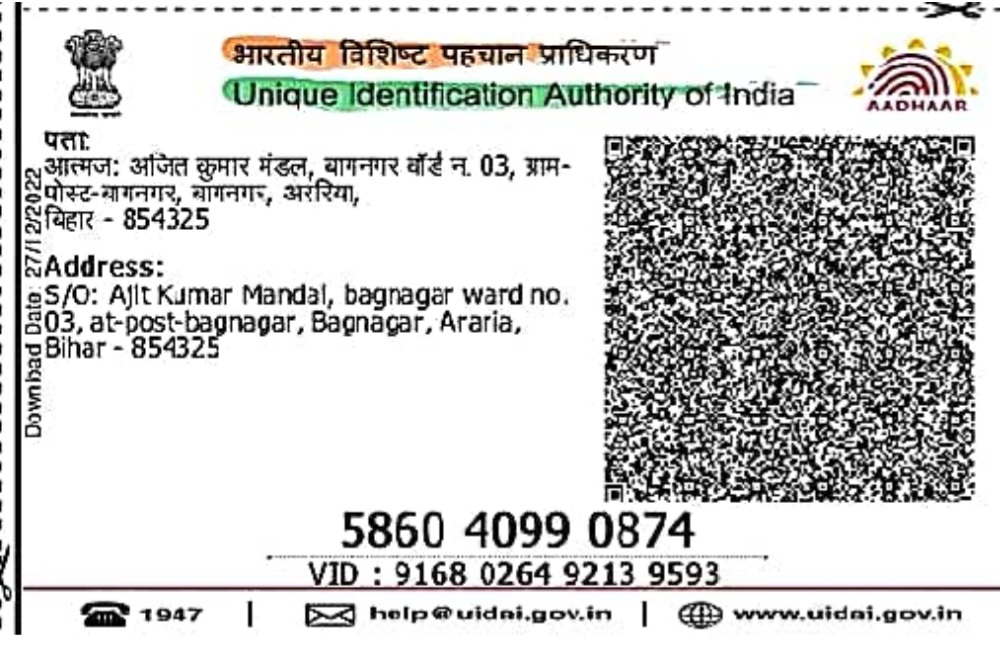 भारतीय विशिष्ट पहचान प्राधिकरण
Unique Identification Authority of India
AADHAAR
पता:
आत्मज: अजित कुमार मंडल, बागनगर वॉर्ड न. 03, ग्राम-
पोस्ट-बागनगर, बागनगर, अररिया,
बिहार - 854325
Address:
S/O: Ajit Kumar Mandal, bagnagar ward no.
03, at-post-bagnagar, Bagnagar, Araria,
Bihar - 854325
Download Date: 27/12/2022
5860 4099 0874
VID : 9168 0264 9213 9593
1947 | help@uidai.gov.in | www.uidai.gov.in